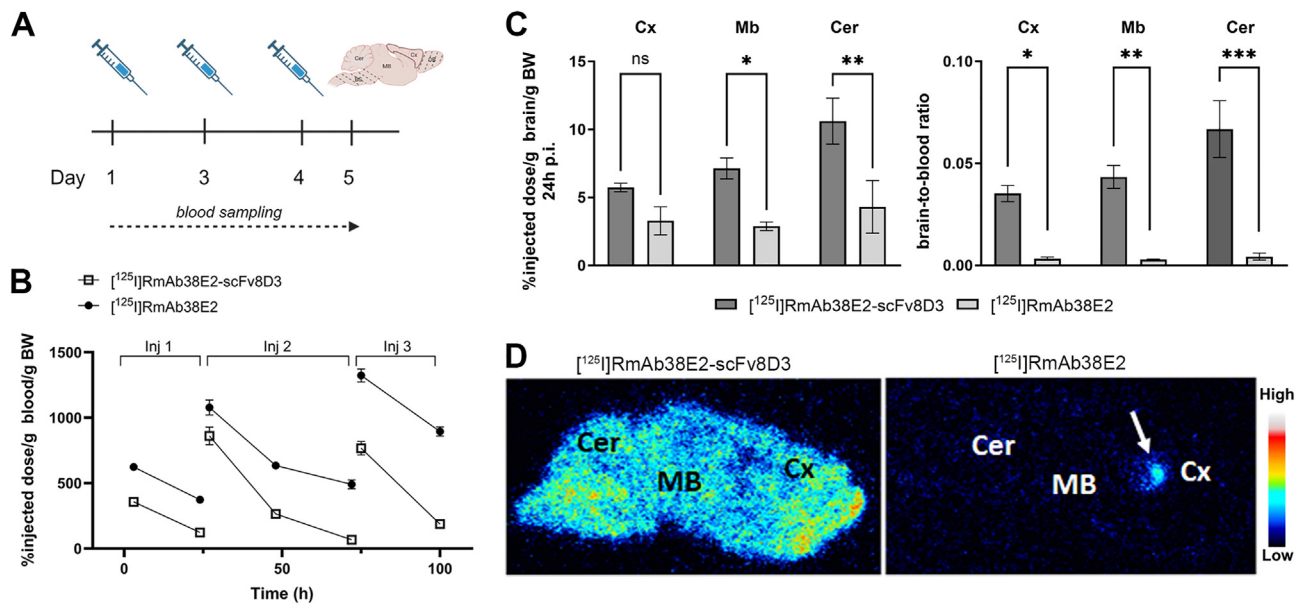 A
Cer
Cx
OB
MB
BS
Day 1 3 4 5
blood sampling
B
[¹²⁵I]RmAb38E2-scFv8D3
[¹²⁵I]RmAb38E2
%injected dose/g blood/g BW
1500
1000
500
0
Inj 1 Inj 2 Inj 3
0 50 100
Time (h)
C
Cx Mb Cer
ns * **
%injected dose/g brain/g BW
24h p.i.
15
10
5
0
Cx Mb Cer
* ** ***
brain-to-blood ratio
0.10
0.05
0.00
[¹²⁵I]RmAb38E2-scFv8D3 [¹²⁵I]RmAb38E2
D
[¹²⁵I]RmAb38E2-scFv8D3 [¹²⁵I]RmAb38E2
Cer
MB
Cx
Cer
MB
Cx
High
Low